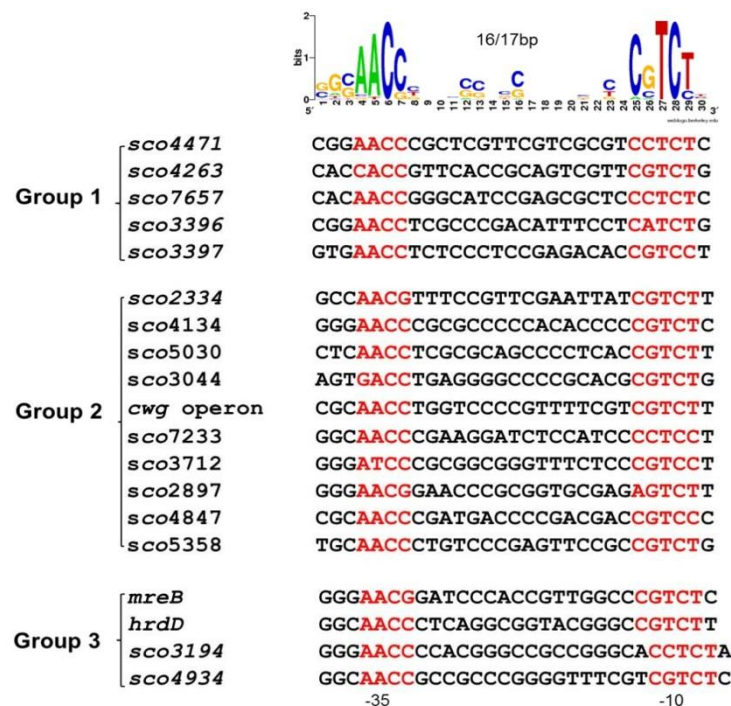 2
16/17bp
bits
1
0
5' 1 2 3 4 5 6 7 8 9 10 11 12 13 14 15 16 17 18 19 20 21 22 23 24 25 26 27 28 29 30 3'
weblogo.berkeley.edu
Group 1
sco4471 CGGAACCCGCTCGTTCGTCGCGTCCTCTC
sco4263 CACCACCGTTCACCGCAGTCGTTCGTCTG
sco7657 CACAACCGGGCATCCGAGCGCTCCCTCTC
sco3396 CGGAACCTCGCCCGACATTTCCTCATCTG
sco3397 GTGAACCTCTCCCTCCGAGACACCGTCCT
Group 2
sco2334 GCCAACGTTTCCGTTCGAATTATCGTCTT
sco4134 GGGAACCCGCGCCCCCACACCCCCGTCTC
sco5030 CTCAACCTCGCGCAGCCCCTCACCGTCTT
sco3044 AGTGACCTGAGGGGCCCCGCACGCGTCTG
cwg operon CGCAACCTGGTCCCCGTTTTCGTCGTCTT
sco7233 GGCAACCCGAAGGATCTCCATCCCCTCCT
sco3712 GGGATCCCGCGGCGGGTTTCTCCCGTCCT
sco2897 GGGAACGGAACCCGCGGTGCGAGAGTCTT
sco4847 CGCAACCCGATGACCCCGACGACCGTCCC
sco5358 TGCAACCCTGTCCCGAGTTCCGCCGTCTG
Group 3
mreB GGGAACGGATCCCACCGTTGGCCCGTCTC
hrdD GGCAACCCTCAGGCGGTACGGGCCGTCTT
sco3194 GGGAACCCCACGGGCCGCCGGGCACCTCTA
sco4934 GGCAACCGCCGCCCGGGGTTTCGTCGTCTC
-35 -10